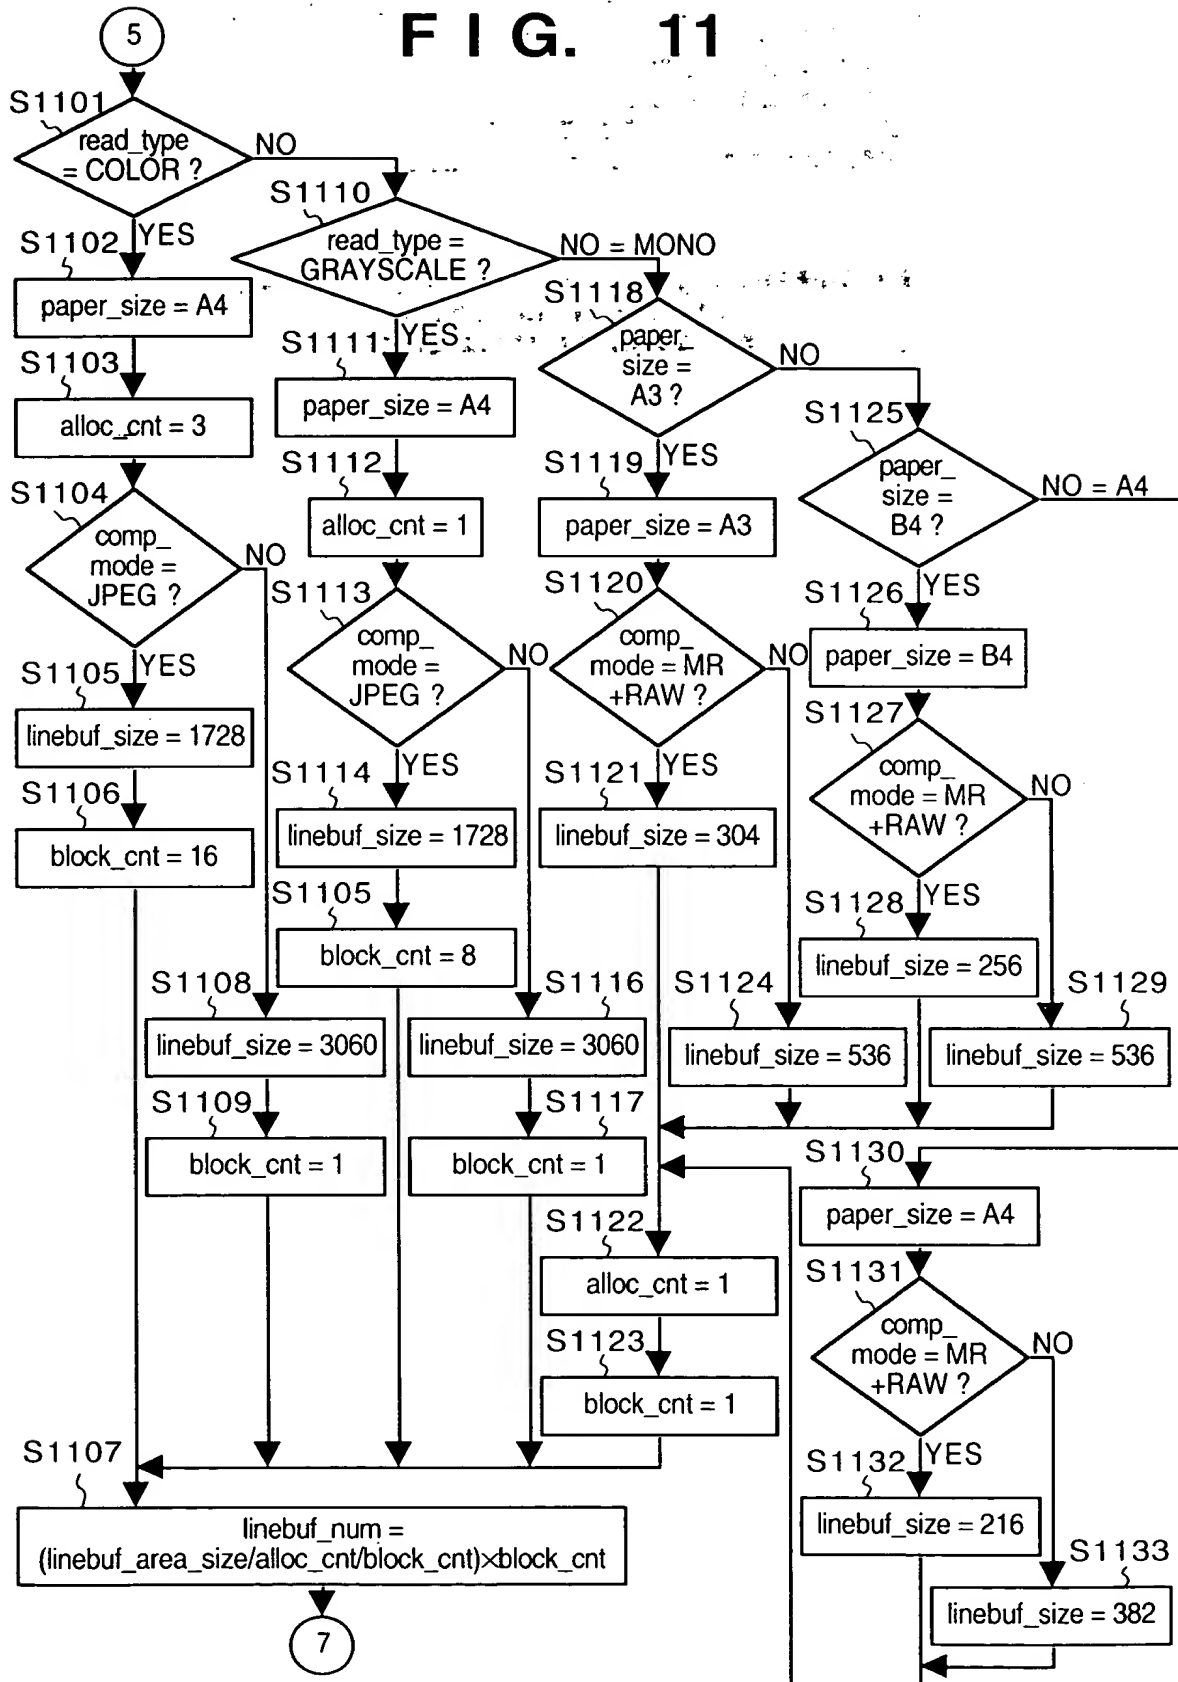 FIG. 11
5
S1101
read_type
= COLOR ?
NO
YES
S1102
paper_size = A4
S1103
alloc_cnt = 3
S1104
comp_
mode =
JPEG ?
NO
YES
S1105
linebuf_size = 1728
S1106
block_cnt = 16
S1108
linebuf_size = 3060
S1109
block_cnt = 1
S1110
read_type =
GRAYSCALE ?
NO = MONO
YES
S1111
paper_size = A4
S1112
alloc_cnt = 1
S1113
comp_
mode =
JPEG ?
NO
YES
S1114
linebuf_size = 1728
S1105
block_cnt = 8
S1116
linebuf_size = 3060
S1117
block_cnt = 1
S1118
paper_
size =
A3 ?
NO
YES
S1119
paper_size = A3
S1120
comp_
mode = MR
+RAW ?
NO
YES
S1121
linebuf_size = 304
S1124
linebuf_size = 536
S1122
alloc_cnt = 1
S1123
block_cnt = 1
S1125
paper_
size =
B4 ?
NO = A4
YES
S1126
paper_size = B4
S1127
comp_
mode = MR
+RAW ?
NO
YES
S1128
linebuf_size = 256
S1129
linebuf_size = 536
S1130
paper_size = A4
S1131
comp_
mode = MR
+RAW ?
NO
YES
S1132
linebuf_size = 216
S1133
linebuf_size = 382
S1107
linebuf_num =
(linebuf_area_size/alloc_cnt/block_cnt)×block_cnt
7